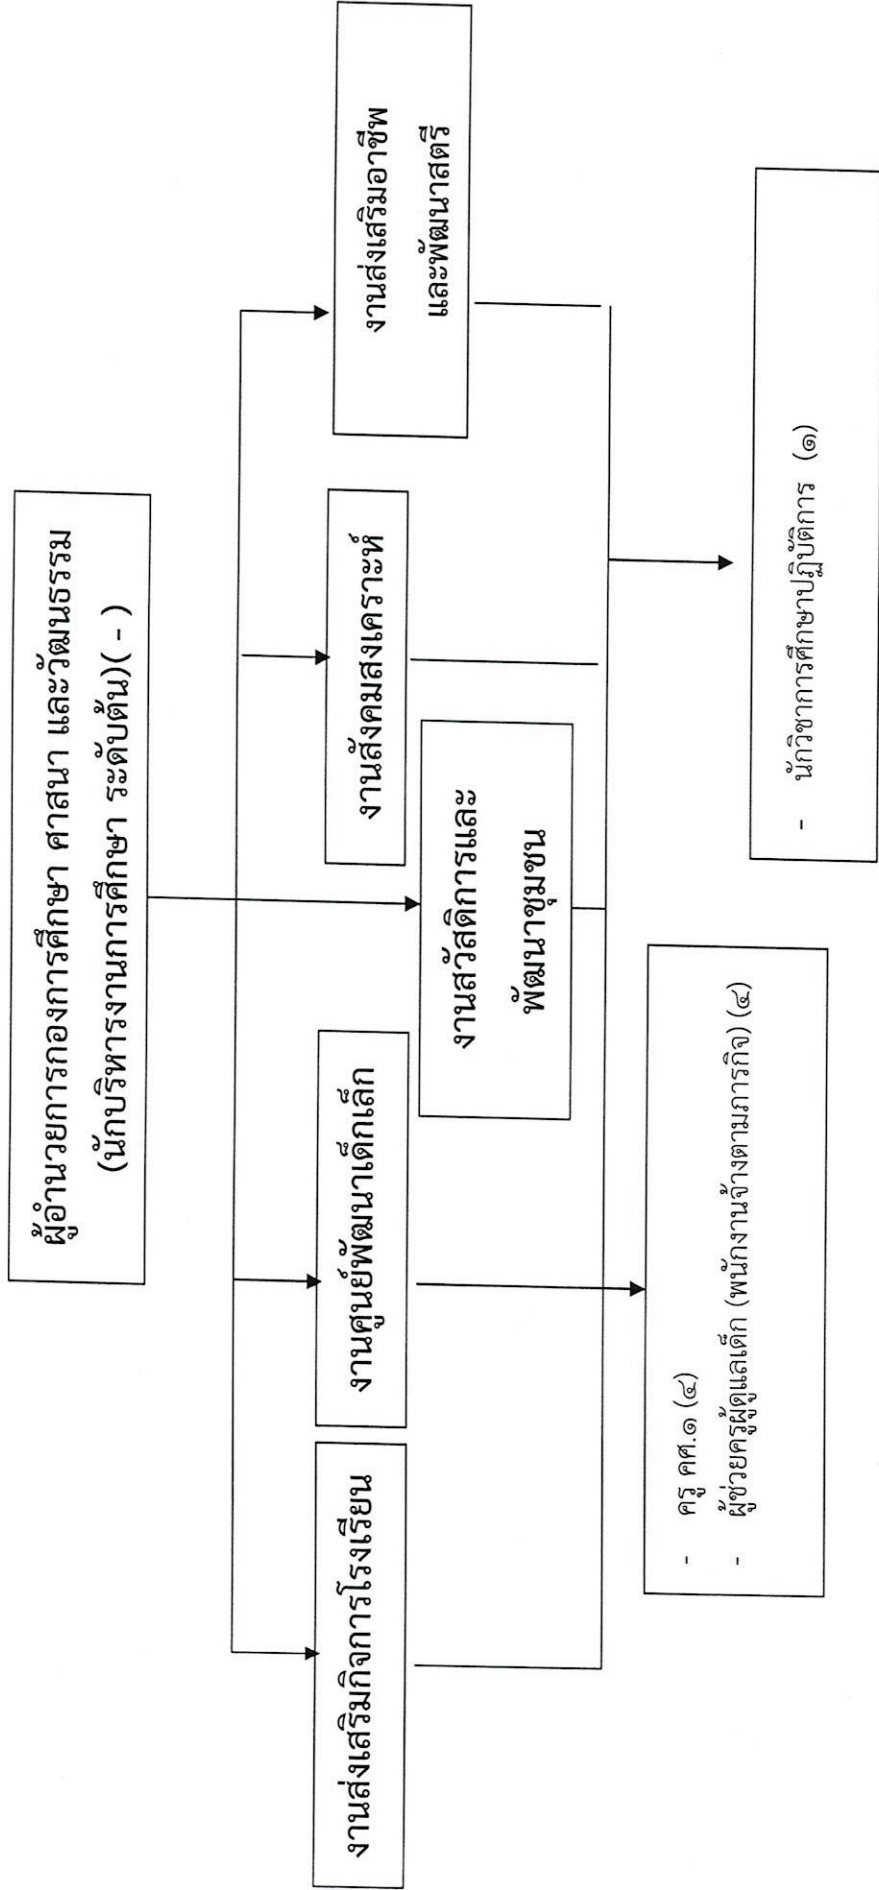 ผู้อำนวยการกองการศึกษา ศาสนา และวัฒนธรรม
(นักบริหารงานการศึกษา ระดับต้น)( - )
งานส่งเสริมกิจการโรงเรียน
งานศูนย์พัฒนาเด็กเล็ก
งานสวัสดิการและ
พัฒนาชุมชน
งานสังคมสงเคราะห์
งานส่งเสริมอาชีพ
และพัฒนาสตรี
- ครู คศ.๑ (๔)
- ผู้ช่วยครูผู้ดูแลเด็ก (พนักงานจ้างตามภารกิจ) (๔)
- นักวิชาการศึกษาปฏิบัติการ (๑)